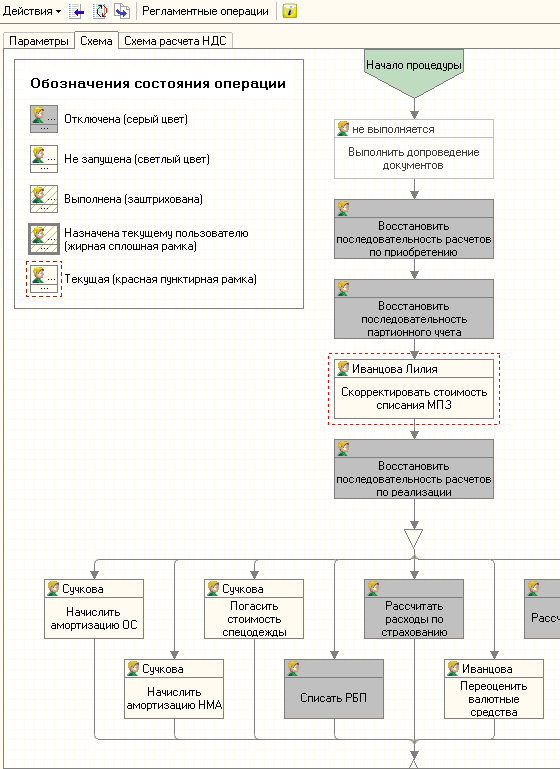 Действия
Регламентные операции
Параметры
Схема
Схема расчета НДС
Обозначения состояния операции
Отключена (серый цвет)
Не запущена (светлый цвет)
Выполнена (заштрихована)
Назначена текущему пользователю
(жирная сплошная рамка)
Текущая (красная пунктирная рамка)
Начало процедуры
не выполняется
Выполнить допроведение
документов
Восстановить
последовательность расчетов
по приобретению
Восстановить
последовательность
партионного учета
Иванцова Лилия
Скорректировать стоимость
списания МПЗ
Восстановить
последовательность расчетов
по реализации
Сучкова
Начислить
амортизацию ОС
Сучкова
Погасить
стоимость
спецодежды
Рассчитать
расходы по
страхованию
Рассч
Сучкова
Начислить
амортизацию НМА
Списать РБП
Иванцова
Переоценить
валютные
средства